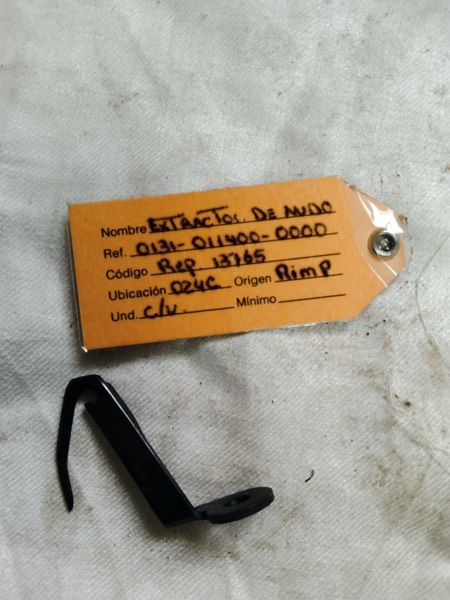 Nombre EXTRACTOR. DE NUDO
Ref. 0131-011400-0000
Código Rep 13765
Ubicación 024C Origen RimP
Und. c/u. Mínimo